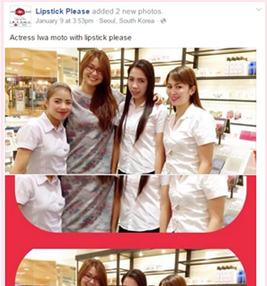 Lipstick Please added 2 new photos.
January 9 at 3:53pm · Seoul, South Korea ·
Actress Iwa moto with lipstick please